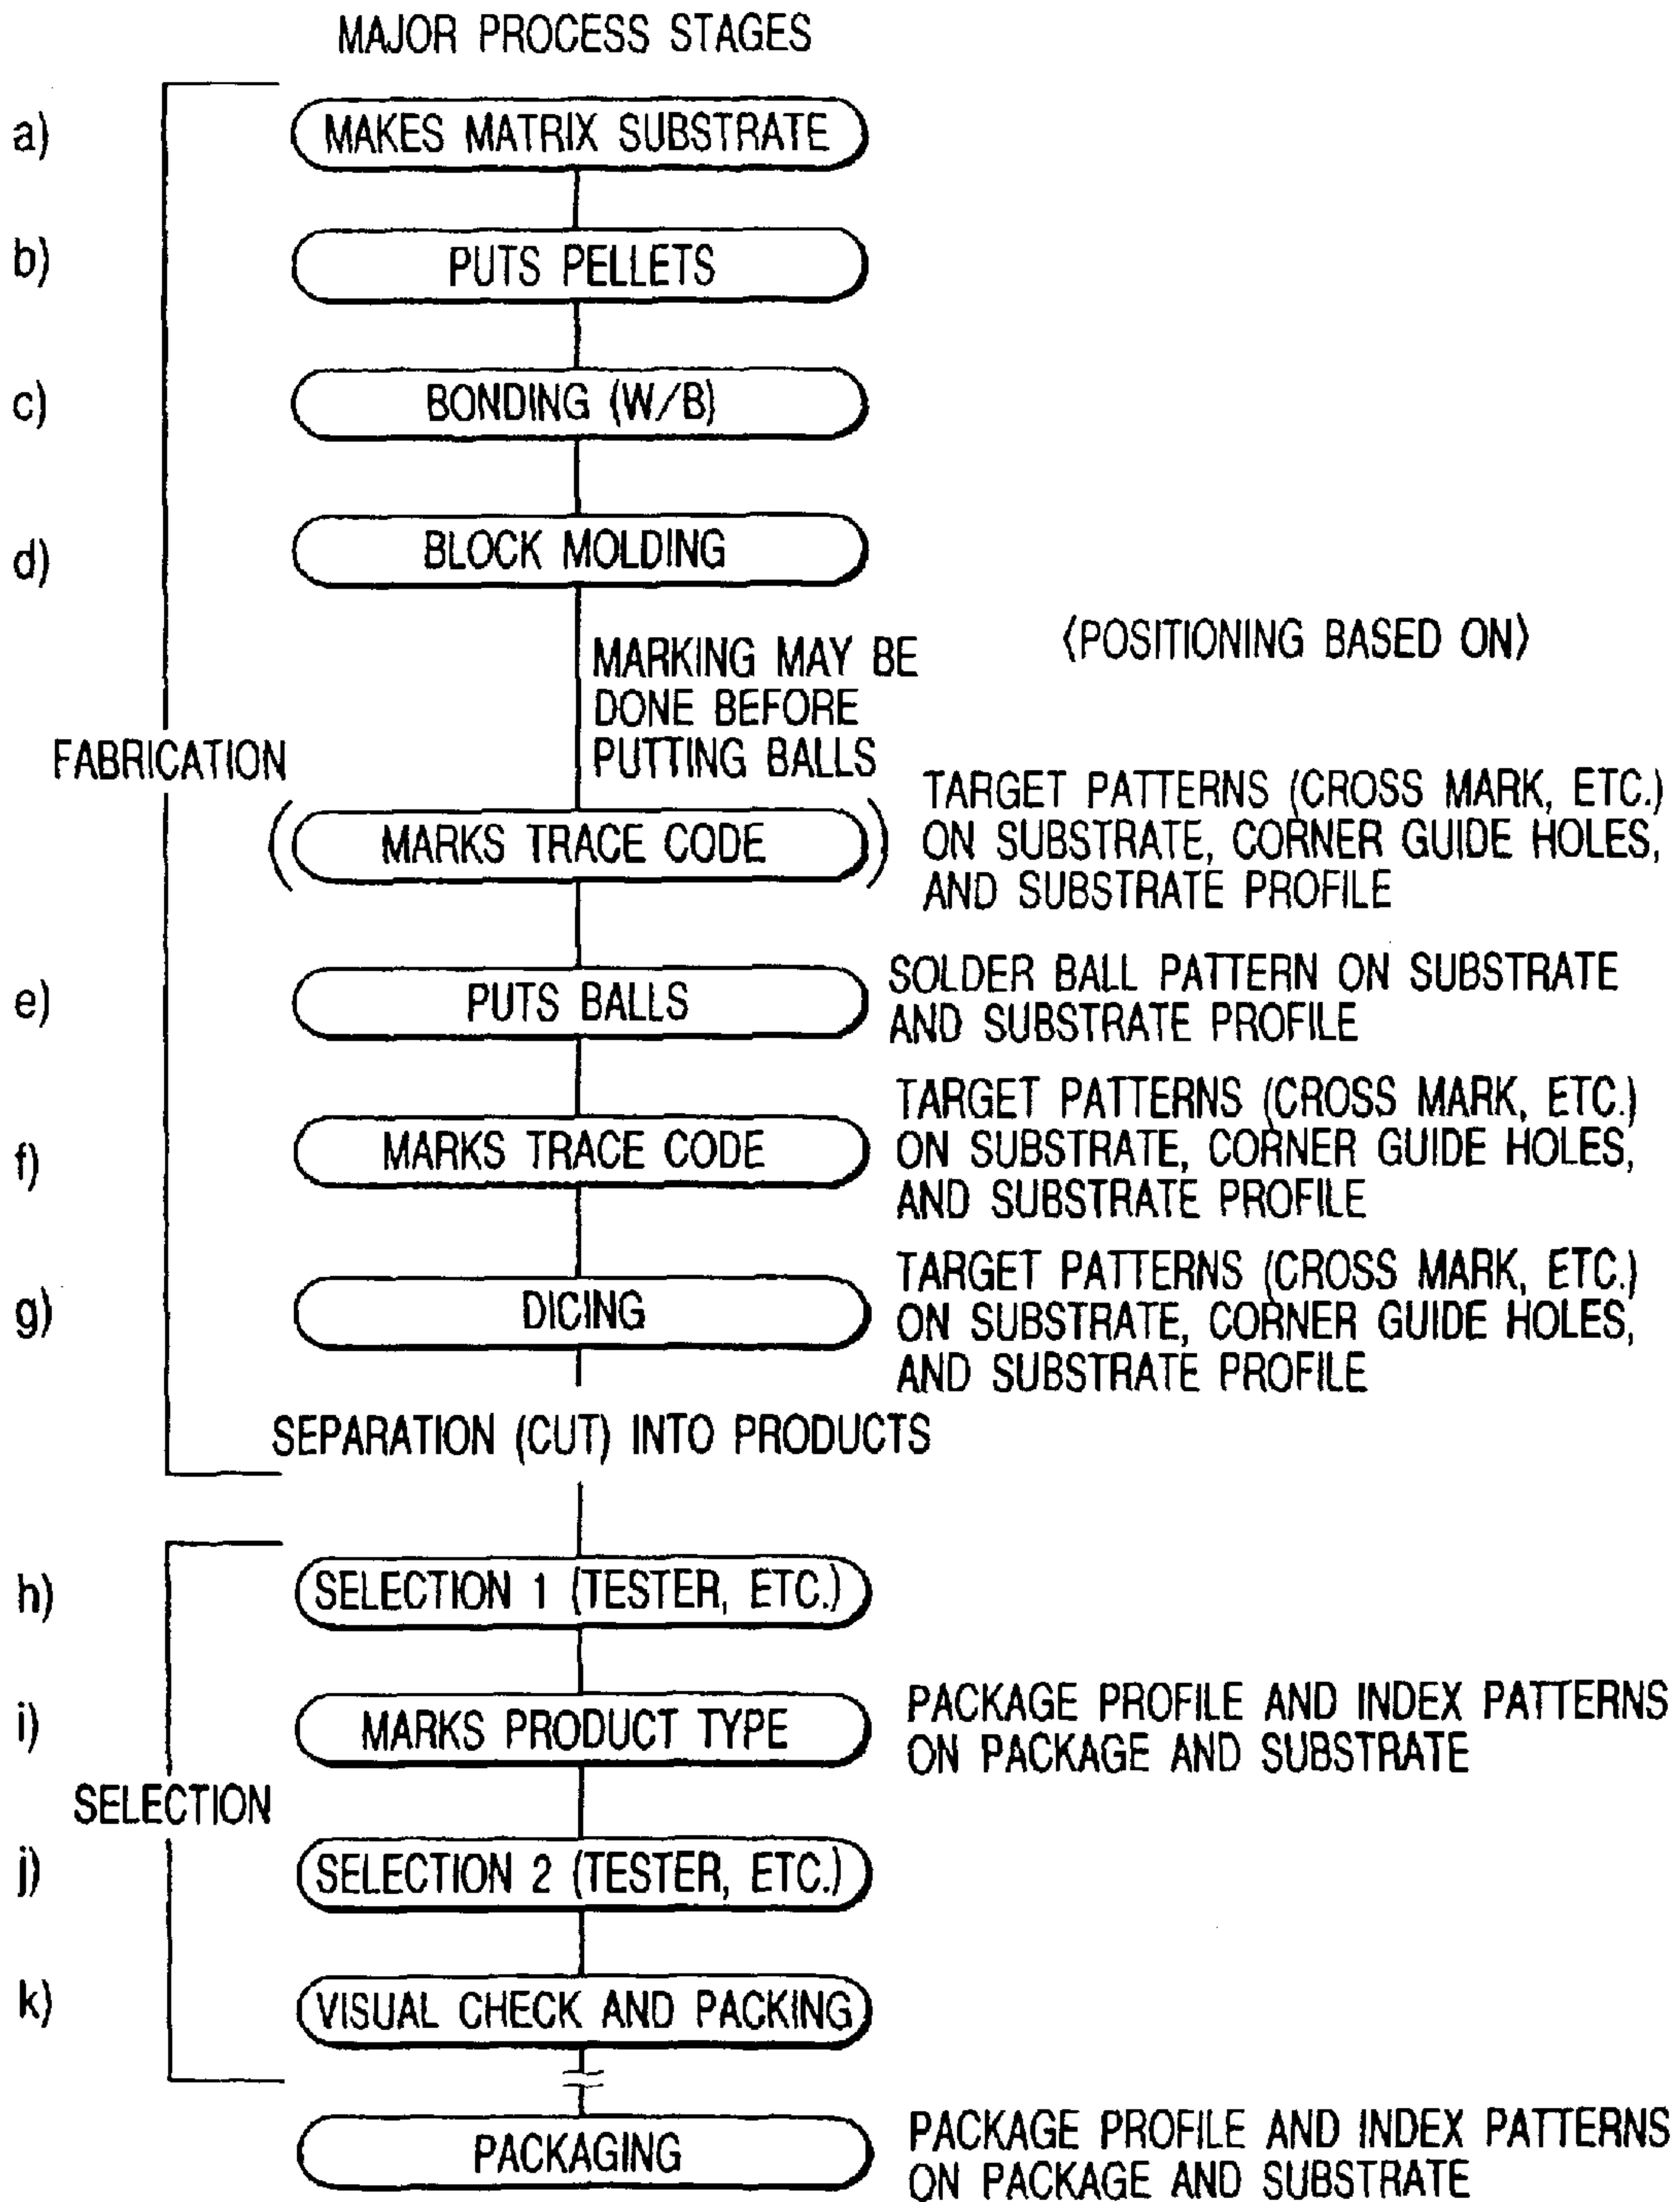 MAJOR PROCESS STAGES
a)
MAKES MATRIX SUBSTRATE
b)
PUTS PELLETS
c)
BONDING (W/B)
d)
BLOCK MOLDING
MARKING MAY BE
DONE BEFORE
PUTTING BALLS
〈POSITIONING BASED ON〉
FABRICATION
(MARKS TRACE CODE)
TARGET PATTERNS (CROSS MARK, ETC.)
ON SUBSTRATE, CORNER GUIDE HOLES,
AND SUBSTRATE PROFILE
e)
PUTS BALLS
SOLDER BALL PATTERN ON SUBSTRATE
AND SUBSTRATE PROFILE
f)
MARKS TRACE CODE
TARGET PATTERNS (CROSS MARK, ETC.)
ON SUBSTRATE, CORNER GUIDE HOLES,
AND SUBSTRATE PROFILE
g)
DICING
TARGET PATTERNS (CROSS MARK, ETC.)
ON SUBSTRATE, CORNER GUIDE HOLES,
AND SUBSTRATE PROFILE
SEPARATION (CUT) INTO PRODUCTS
h)
SELECTION 1 (TESTER, ETC.)
i)
MARKS PRODUCT TYPE
PACKAGE PROFILE AND INDEX PATTERNS
ON PACKAGE AND SUBSTRATE
SELECTION
j)
SELECTION 2 (TESTER, ETC.)
k)
VISUAL CHECK AND PACKING
PACKAGING
PACKAGE PROFILE AND INDEX PATTERNS
ON PACKAGE AND SUBSTRATE